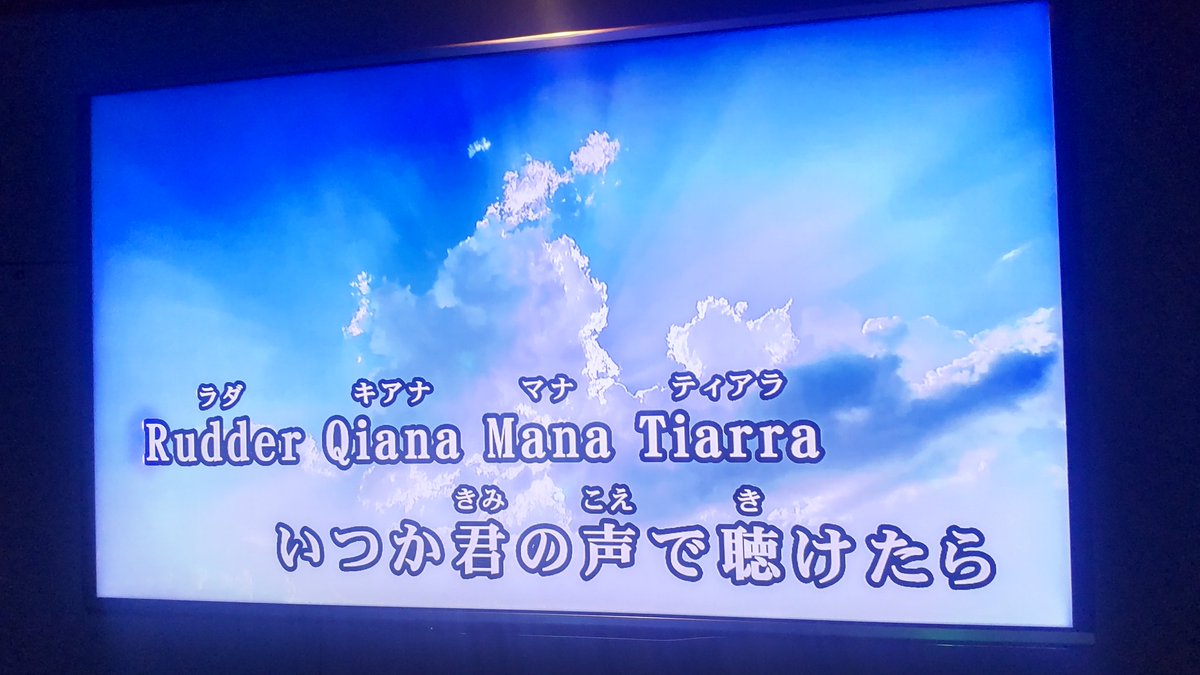 ラダ キアナ マナ ティアラ
Rudder Qiana Mana Tiarra
きみ こえ き
いつか君の声で聴けたら